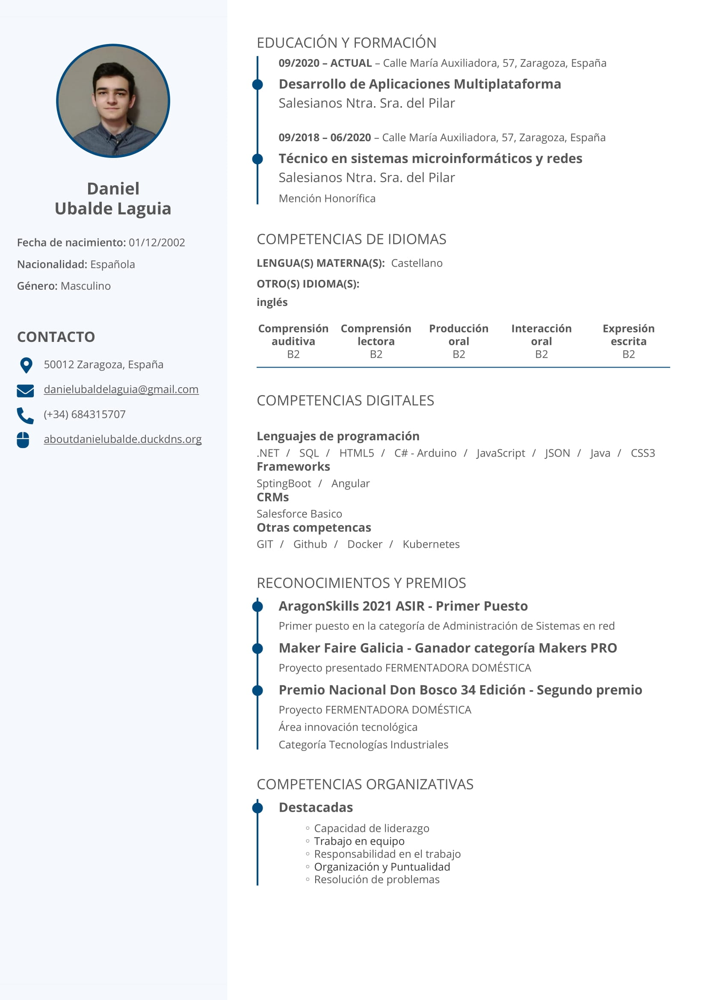 Daniel
Ubalde Laguia
Fecha de nacimiento: 01/12/2002
Nacionalidad: Española
Género: Masculino
CONTACTO
50012 Zaragoza, España
danielubaldelaguia@gmail.com
(+34) 684315707
aboutdanielubalde.duckdns.org
EDUCACIÓN Y FORMACIÓN
09/2020 – ACTUAL – Calle María Auxiliadora, 57, Zaragoza, España
Desarrollo de Aplicaciones Multiplataforma
Salesianos Ntra. Sra. del Pilar
09/2018 – 06/2020 – Calle María Auxiliadora, 57, Zaragoza, España
Técnico en sistemas microinformáticos y redes
Salesianos Ntra. Sra. del Pilar
Mención Honorífica
COMPETENCIAS DE IDIOMAS
LENGUA(S) MATERNA(S): Castellano
OTRO(S) IDIOMA(S):
inglés
Comprensión Comprensión Producción Interacción Expresión
auditiva lectora oral oral escrita
B2 B2 B2 B2 B2
COMPETENCIAS DIGITALES
Lenguajes de programación
.NET / SQL / HTML5 / C# - Arduino / JavaScript / JSON / Java / CSS3
Frameworks
SptingBoot / Angular
CRMs
Salesforce Basico
Otras competencas
GIT / Github / Docker / Kubernetes
RECONOCIMIENTOS Y PREMIOS
AragonSkills 2021 ASIR - Primer Puesto
Primer puesto en la categoría de Administración de Sistemas en red
Maker Faire Galicia - Ganador categoría Makers PRO
Proyecto presentado FERMENTADORA DOMÉSTICA
Premio Nacional Don Bosco 34 Edición - Segundo premio
Proyecto FERMENTADORA DOMÉSTICA
Área innovación tecnológica
Categoría Tecnologías Industriales
COMPETENCIAS ORGANIZATIVAS
Destacadas
◦ Capacidad de liderazgo
◦ Trabajo en equipo
◦ Responsabilidad en el trabajo
◦ Organización y Puntualidad
◦ Resolución de problemas